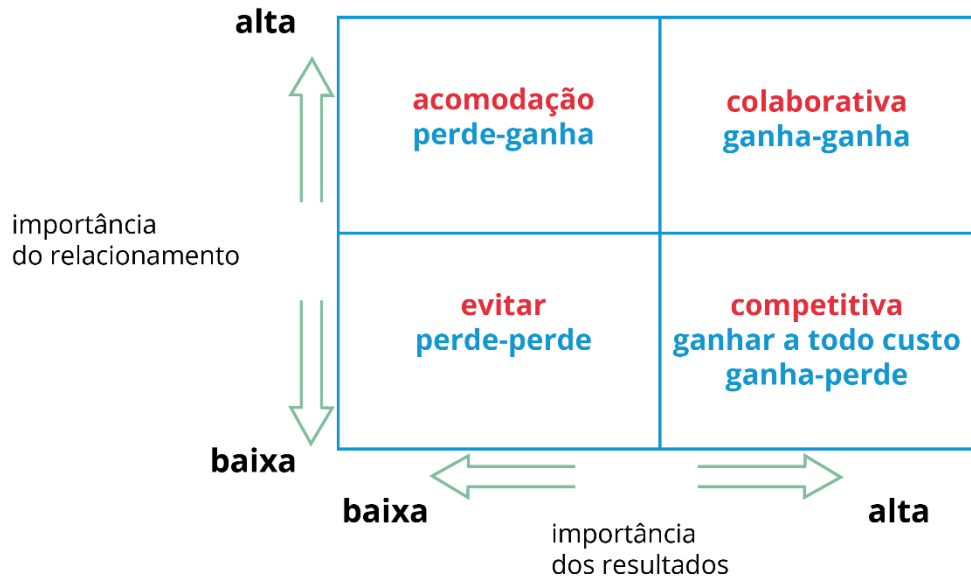 alta
acomodação
perde-ganha
colaborativa
ganha-ganha
importância
do relacionamento
evitar
perde-perde
competitiva
ganhar a todo custo
ganha-perde
baixa
baixa
importância
dos resultados
alta